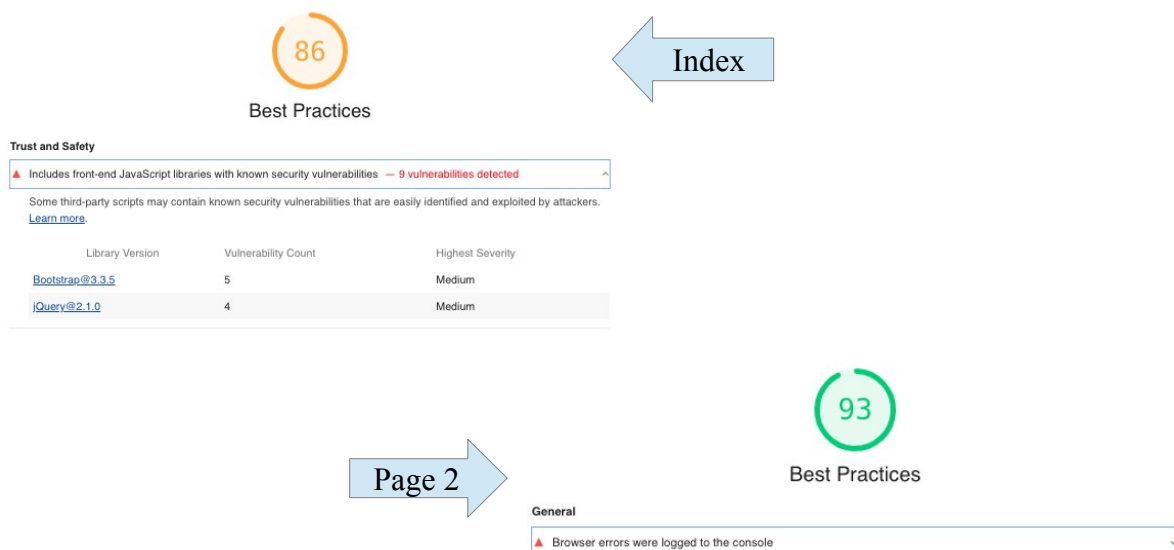 86
Index
Best Practices
Trust and Safety
Includes front-end JavaScript libraries with known security vulnerabilities — 9 vulnerabilities detected
Some third-party scripts may contain known security vulnerabilities that are easily identified and exploited by attackers.
Learn more.
Library Version Vulnerability Count Highest Severity
Bootstrap@3.3.5 5 Medium
jQuery@2.1.0 4 Medium
93
Best Practices
Page 2
General
Browser errors were logged to the console